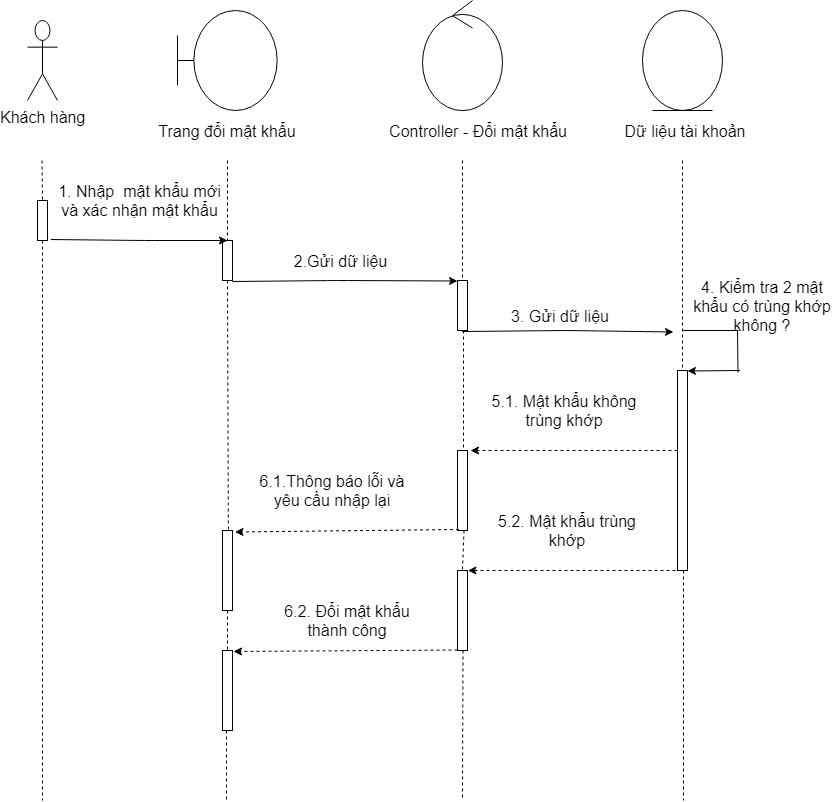 Khách hàng
Trang đổi mật khẩu
Controller - Đổi mật khẩu
Dữ liệu tài khoản
1. Nhập  mật khẩu mới
và xác nhận mật khẩu
2.Gửi dữ liệu
3. Gửi dữ liệu
4. Kiểm tra 2 mật
khẩu có trùng khớp
không ?
5.1. Mật khẩu không
trùng khớp
6.1.Thông báo lỗi và
yêu cầu nhập lại
5.2. Mật khẩu trùng
khớp
6.2. Đổi mật khẩu
thành công